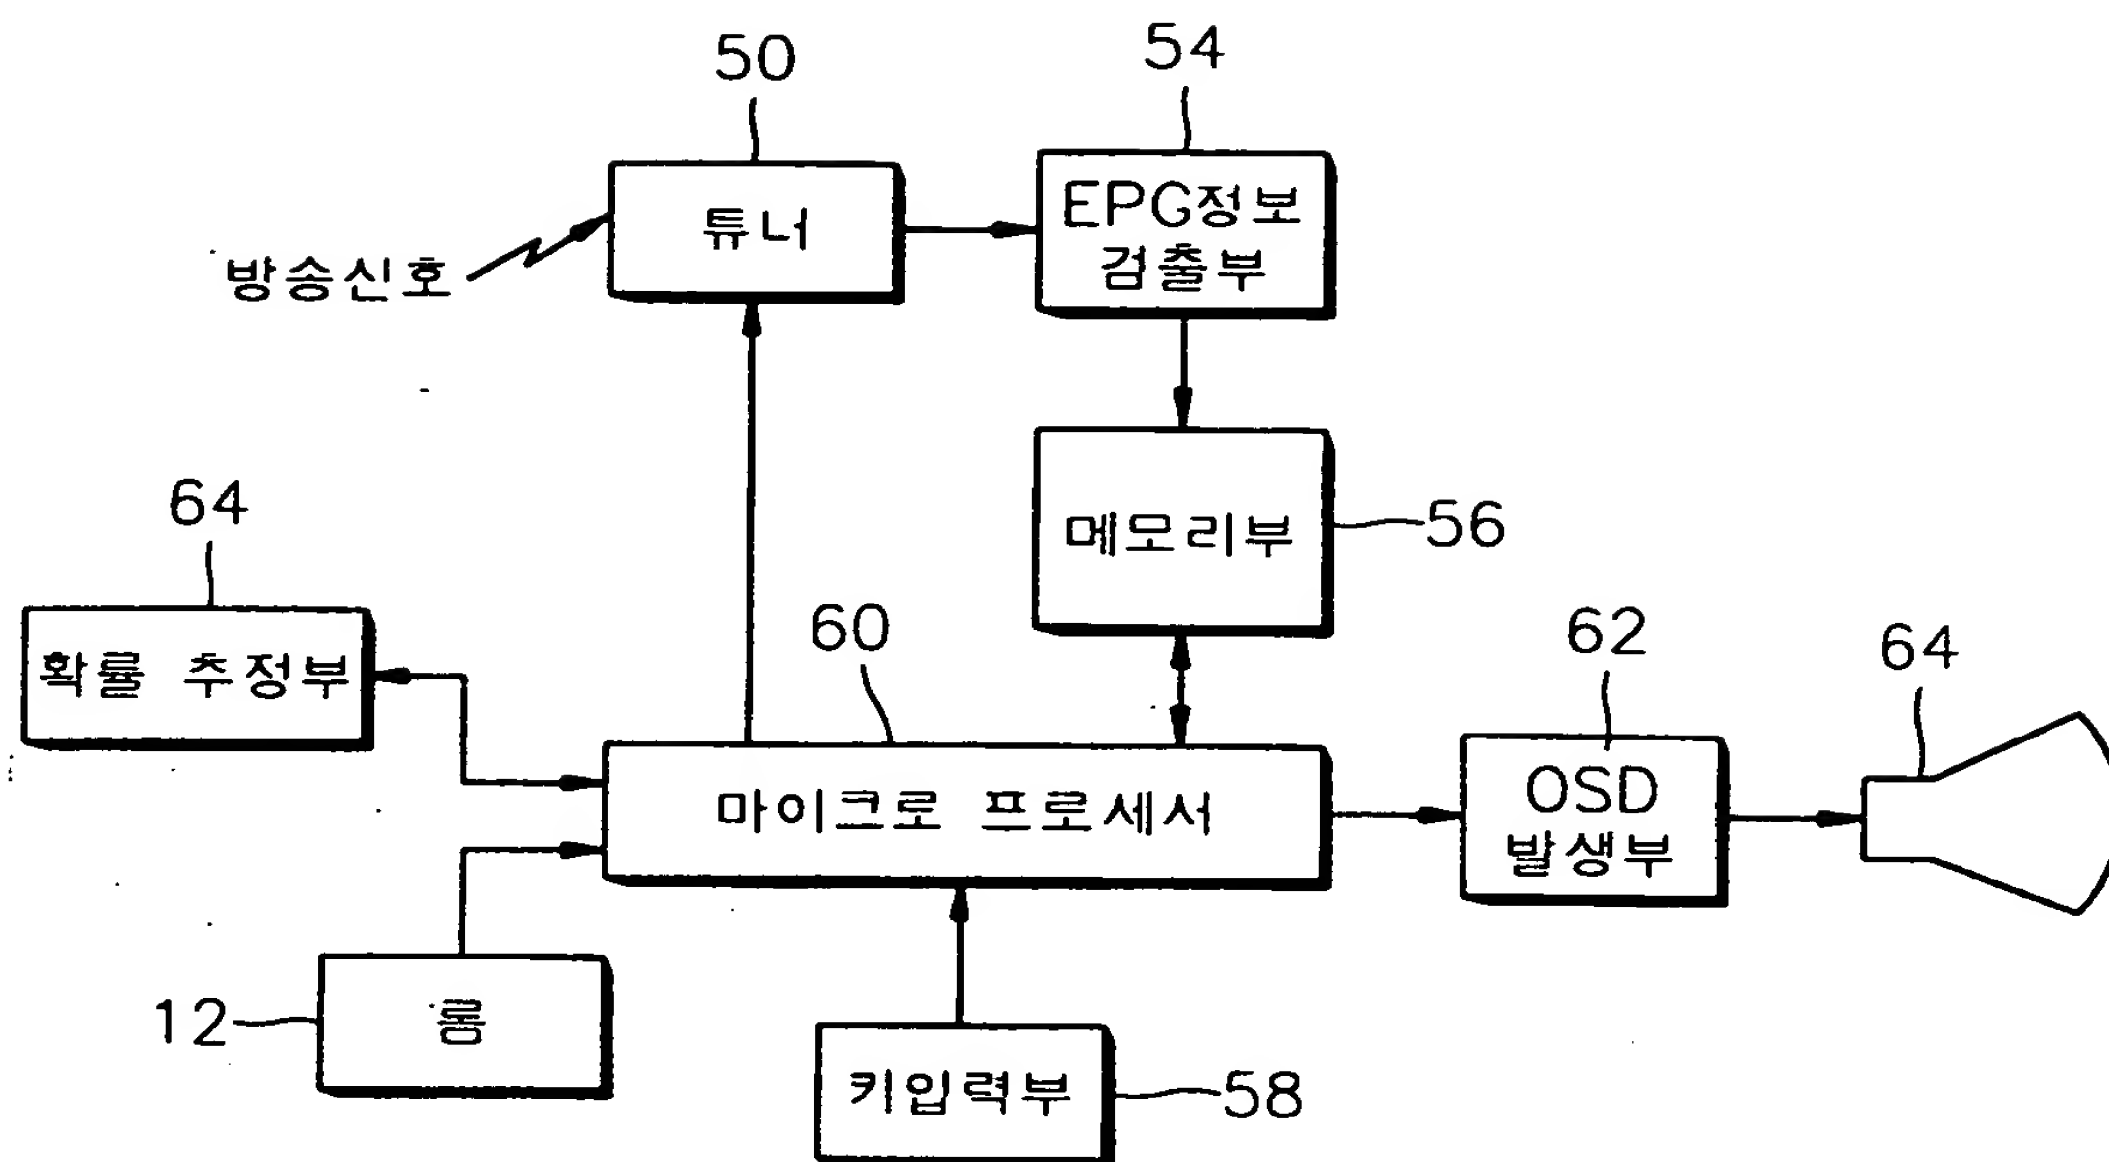 50
54
튜너
EPG정보
검출부
방송신호
64
메모리부
56
60
62
64
확률 추정부
마이크로 프로세서
OSD
발생부
12
롬
키입력부
58